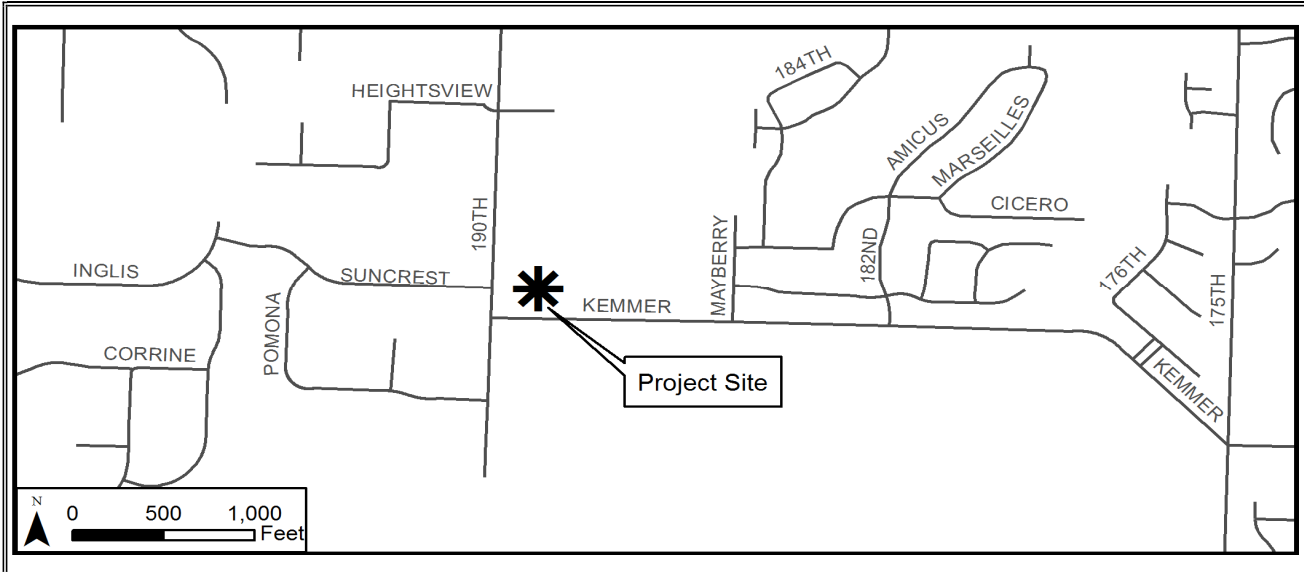 184TH
HEIGHTSVIEW
AMICUS
MARSEILLES
CICERO
190TH
MAYBERRY
182ND
INGLIS
SUNCREST
176TH
175TH
KEMMER
POMONA
CORRINE
KEMMER
Project Site
N
0 500 1,000
Feet